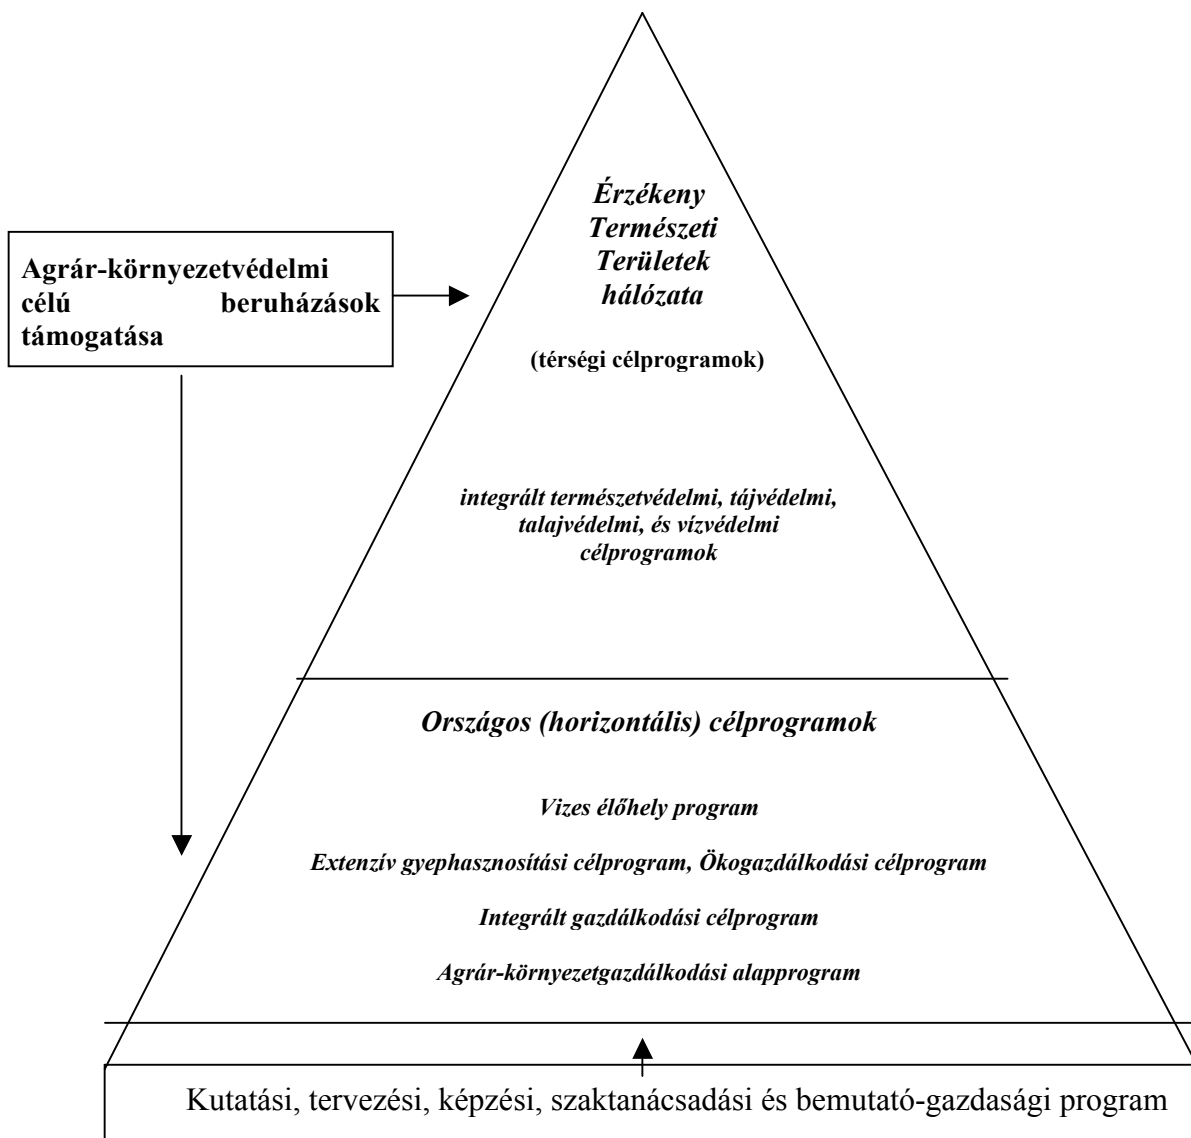 Érzékeny
Természeti
Területek
hálózata
(térségi célprogramok)
Agrár-környezetvédelmi
célú beruházások
támogatása
integrált természetvédelmi, tájvédelmi,
talajvédelmi, és vízvédelmi
célprogramok
Országos (horizontális) célprogramok
Vizes élőhely program
Extenzív gyephasznosítási célprogram, Ökogazdálkodási célprogram
Integrált gazdálkodási célprogram
Agrár-környezetgazdálkodási alapprogram
Kutatási, tervezési, képzési, szaktanácsadási és bemutató-gazdasági program